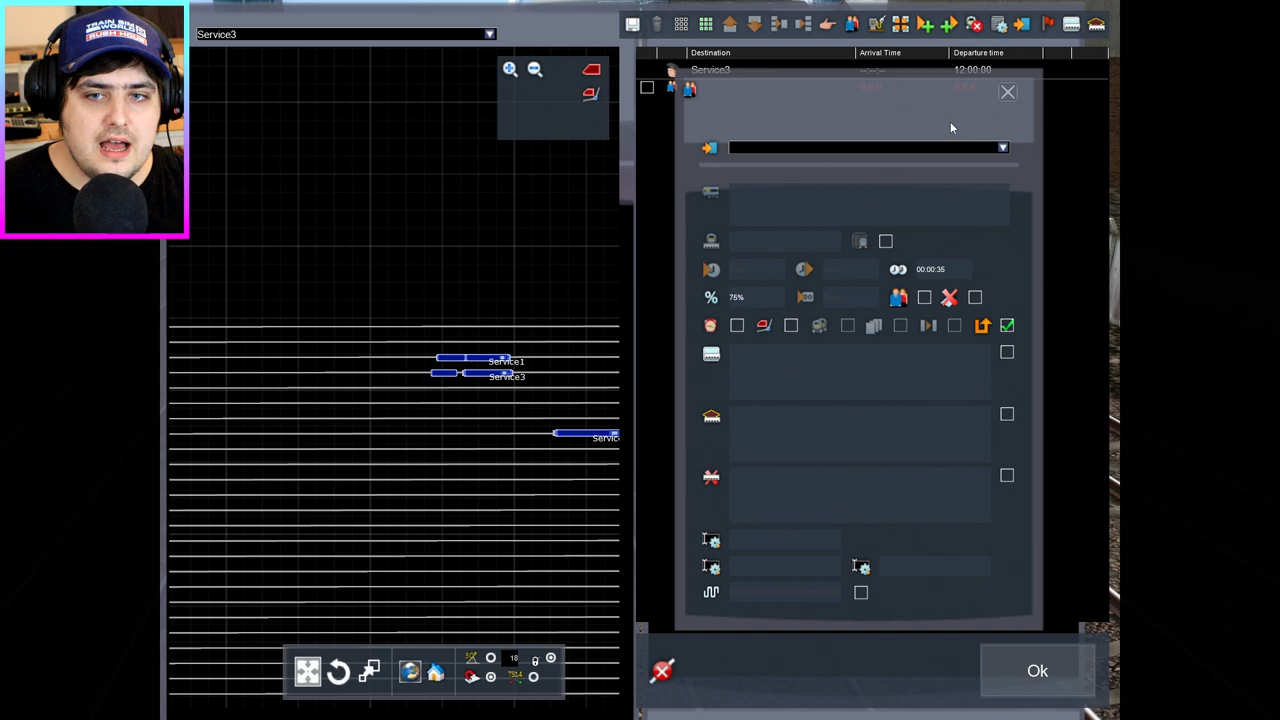 TRAIN SIM
WORLD
RUSH HOUR
Service3
Destination
Arrival Time
Departure time
Service3
--:--:--
12:00:00
00:00:35
%
75%
Service1
Service3
Servic
18
Ok